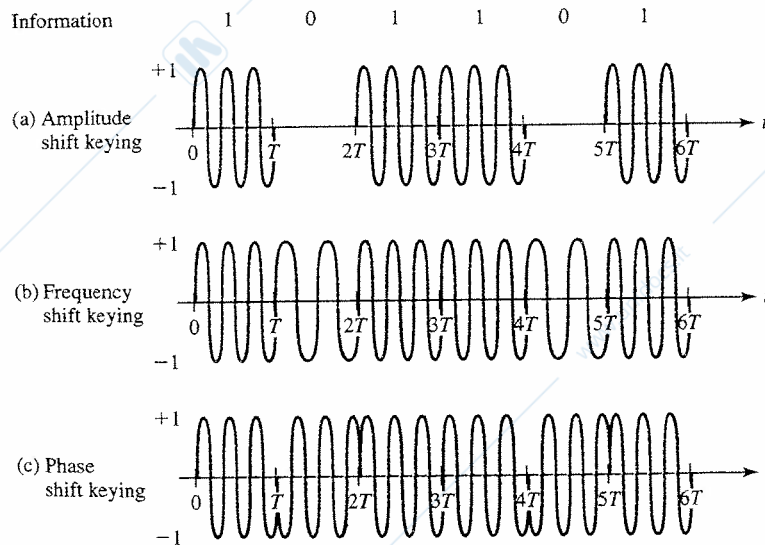 Information 1 0 1 1 0 1
+1
(a) Amplitude shift keying
0 T 2T 3T 4T 5T 6T t
−1
+1
(b) Frequency shift keying
0 T 2T 3T 4T 5T 6T
−1
+1
(c) Phase shift keying
0 T 2T 3T 4T 5T 6T
−1